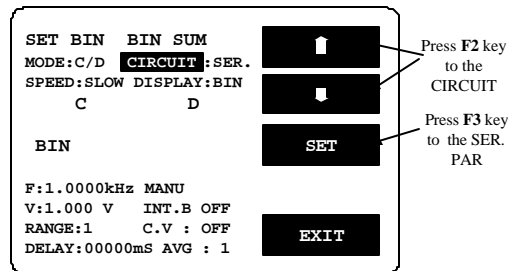 SET BIN BIN SUM
MODE:C/D CIRCUIT :SER.
SPEED:SLOW DISPLAY:BIN
C D
BIN
F:1.0000kHz MANU
V:1.000 V INT.B OFF
RANGE:1 C.V : OFF
DELAY:00000mS AVG : 1
SET
EXIT
Press F2 key
to the
CIRCUIT
Press F3 key
to the SER.
PAR